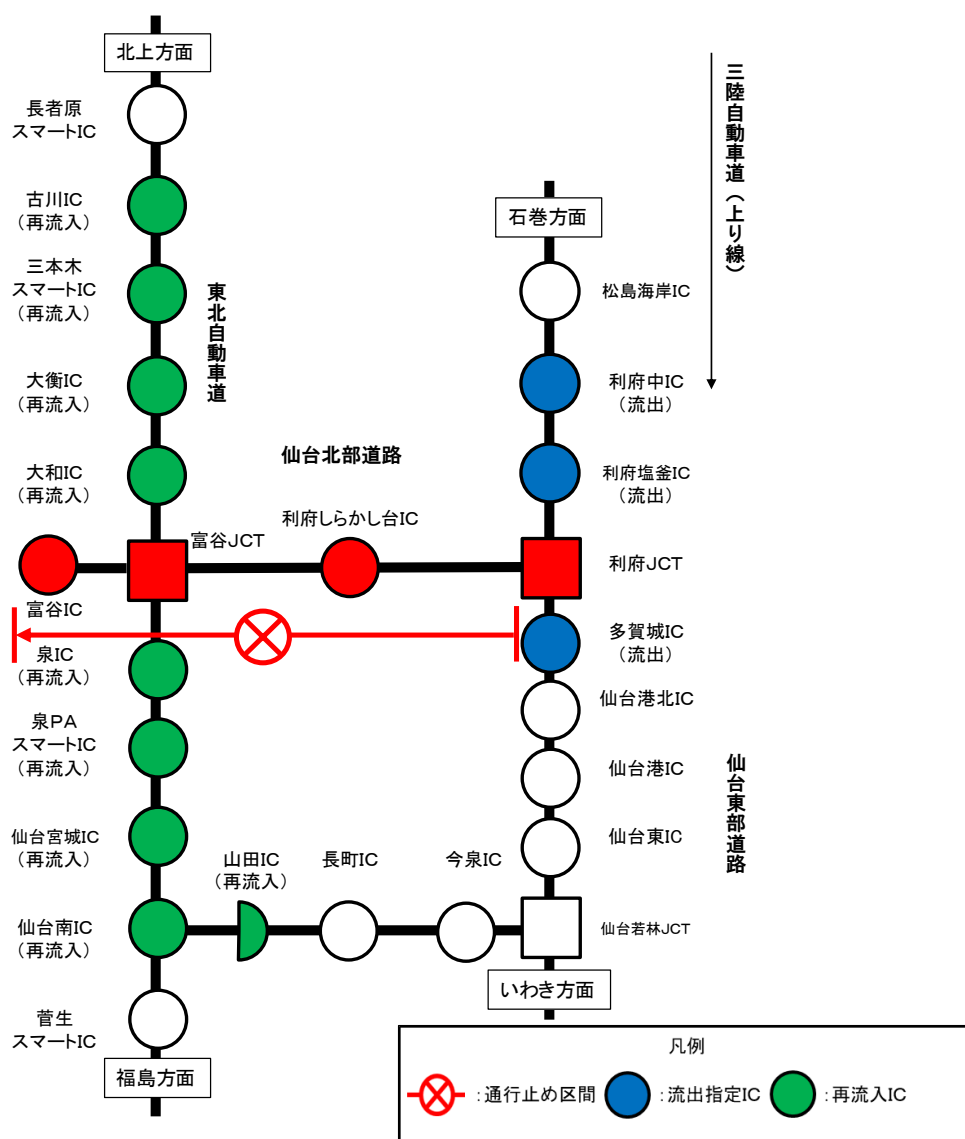 北上方面
長者原
スマートIC
古川IC
(再流入)
三本木
スマートIC
(再流入)
大衡IC
(再流入)
大和IC
(再流入)
東北自動車道
富谷JCT
富谷IC
泉IC
(再流入)
泉PA
スマートIC
(再流入)
仙台宮城IC
(再流入)
仙台南IC
(再流入)
菅生
スマートIC
福島方面
仙台北部道路
利府しらかし台IC
山田IC
(再流入)
長町IC
今泉IC
石巻方面
三陸自動車道(上り線)
松島海岸IC
利府中IC
(流出)
利府塩釜IC
(流出)
利府JCT
多賀城IC
(流出)
仙台港北IC
仙台港IC
仙台東IC
仙台東部道路
仙台若林JCT
いわき方面
凡例
:通行止め区間
:流出指定IC
:再流入IC